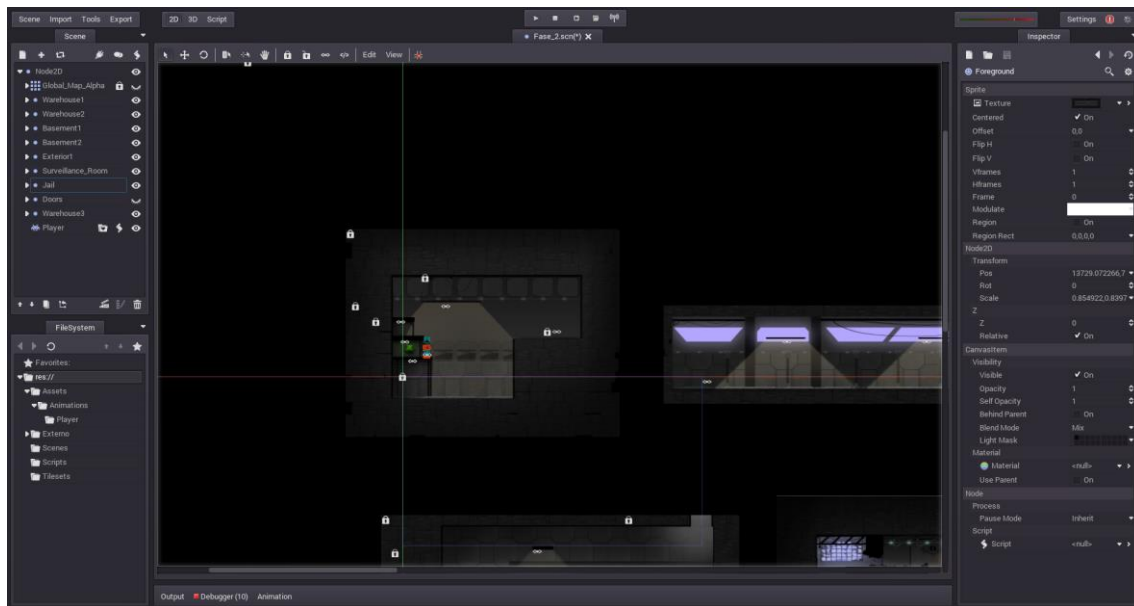 Scene Import Tools Export
2D 3D Script
Settings
Scene
Fase_2.scn(*) X
Inspector
Edit View
Node2D
Global_Map_Alpha
Warehouse1
Warehouse2
Basement1
Basement2
Exterior1
Surveillance_Room
Jail
Doors
Warehouse3
Player
FileSystem
Favorites:
res://
Assets
Animations
Player
Externo
Scenes
Scripts
Tilesets
Foreground
Sprite
Texture
Centered On
Offset 0,0
Flip H On
Flip V On
Vframes 1
Hframes 1
Frame 0
Modulate
Region On
Region Rect 0,0,0,0
Node2D
Transform
Pos 13729.072266,7
Rot 0
Scale 0.854922,0.8397
Z
Z 0
Relative On
CanvasItem
Visibility
Visible On
Opacity 1
Self Opacity 1
Behind Parent On
Blend Mode Mix
Light Mask
Material
Material <null>
Use Parent On
Node
Process
Pause Mode Inherit
Script
Script <null>
Output Debugger (10) Animation